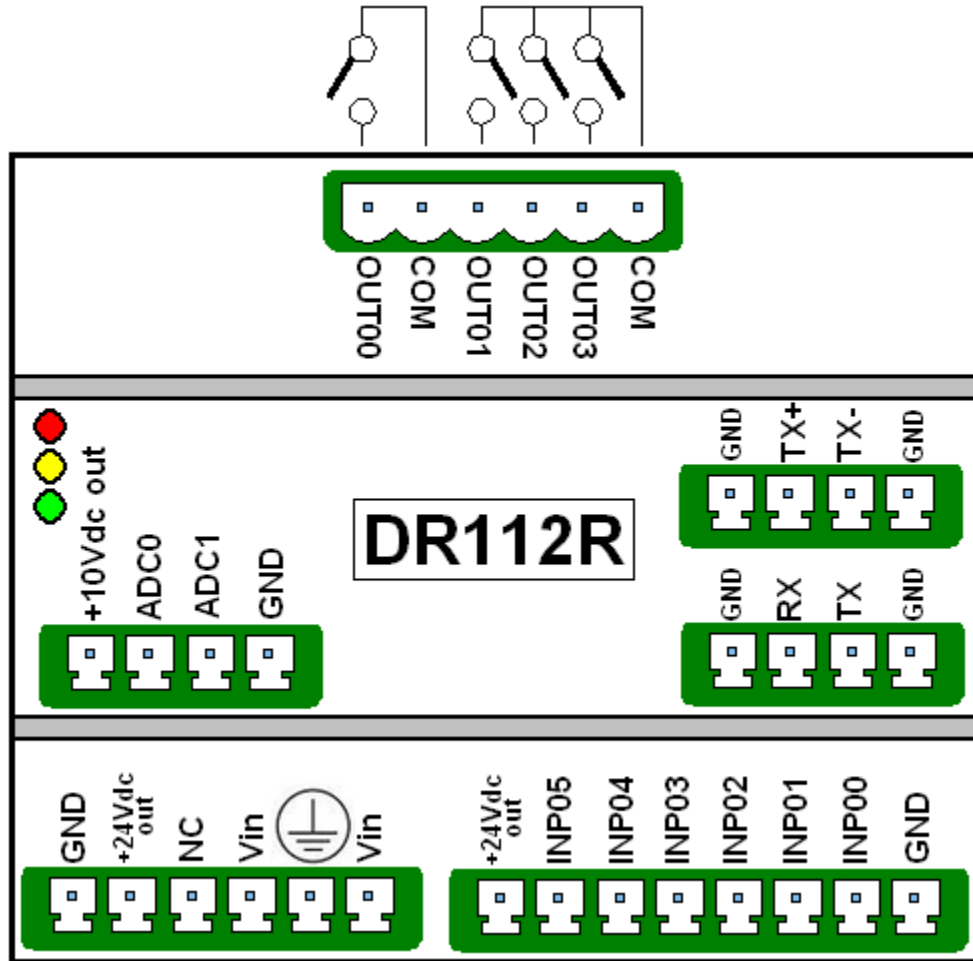 OUT00
COM
OUT01
OUT02
OUT03
COM
+10Vdc out
ADC0
ADC1
GND
DR112R
GND
TX+
TX-
GND
GND
RX
TX
GND
GND
+24Vdc
out
NC
Vin
Vin
+24Vdc
out
INP05
INP04
INP03
INP02
INP01
INP00
GND